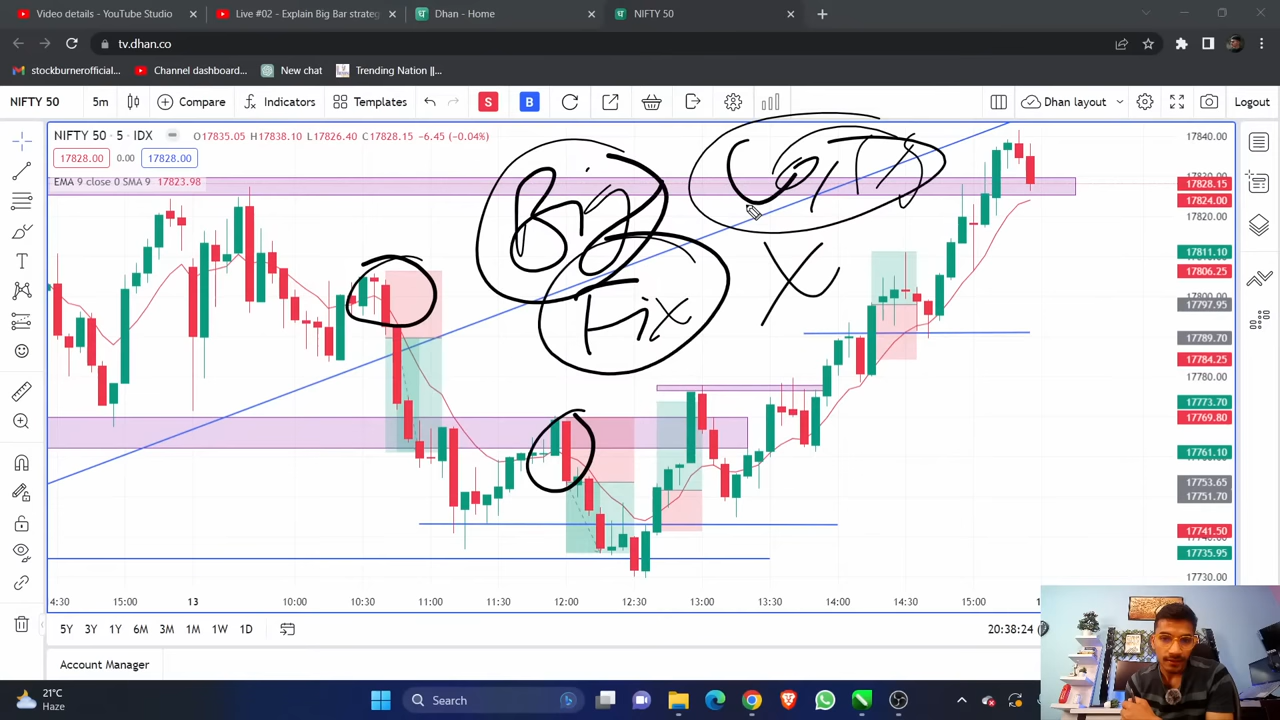 Video details - YouTube Studio
Live #02 - Explain Big Bar strateg
Dhan - Home
NIFTY 50
tv.dhan.co
stockburnerofficial...
Channel dashboard...
New chat
Trending Nation ||...
NIFTY 50 5m Compare Indicators Templates S B Dhan layout Logout
NIFTY 50 · 5 · IDX O17835.05 H17838.10 L17826.40 C17828.15 -6.45 (-0.04%)
17828.00 0.00 17828.00
EMA 9 close 0 SMA 9 17823.98
Big
Fix
X
17840.00
17828.15
17824.00
17820.00
17811.10
17806.25
17800.00
17797.95
17789.70
17784.25
17780.00
17773.70
17769.80
17761.10
17753.65
17751.70
17741.50
17735.95
17730.00
4:30 15:00 13 10:00 10:30 11:00 11:30 12:00 12:30 13:00 13:30 14:00 14:30 15:00
5Y 3Y 1Y 6M 3M 1M 1W 1D
20:38:24
Account Manager
21°C
Haze
Search